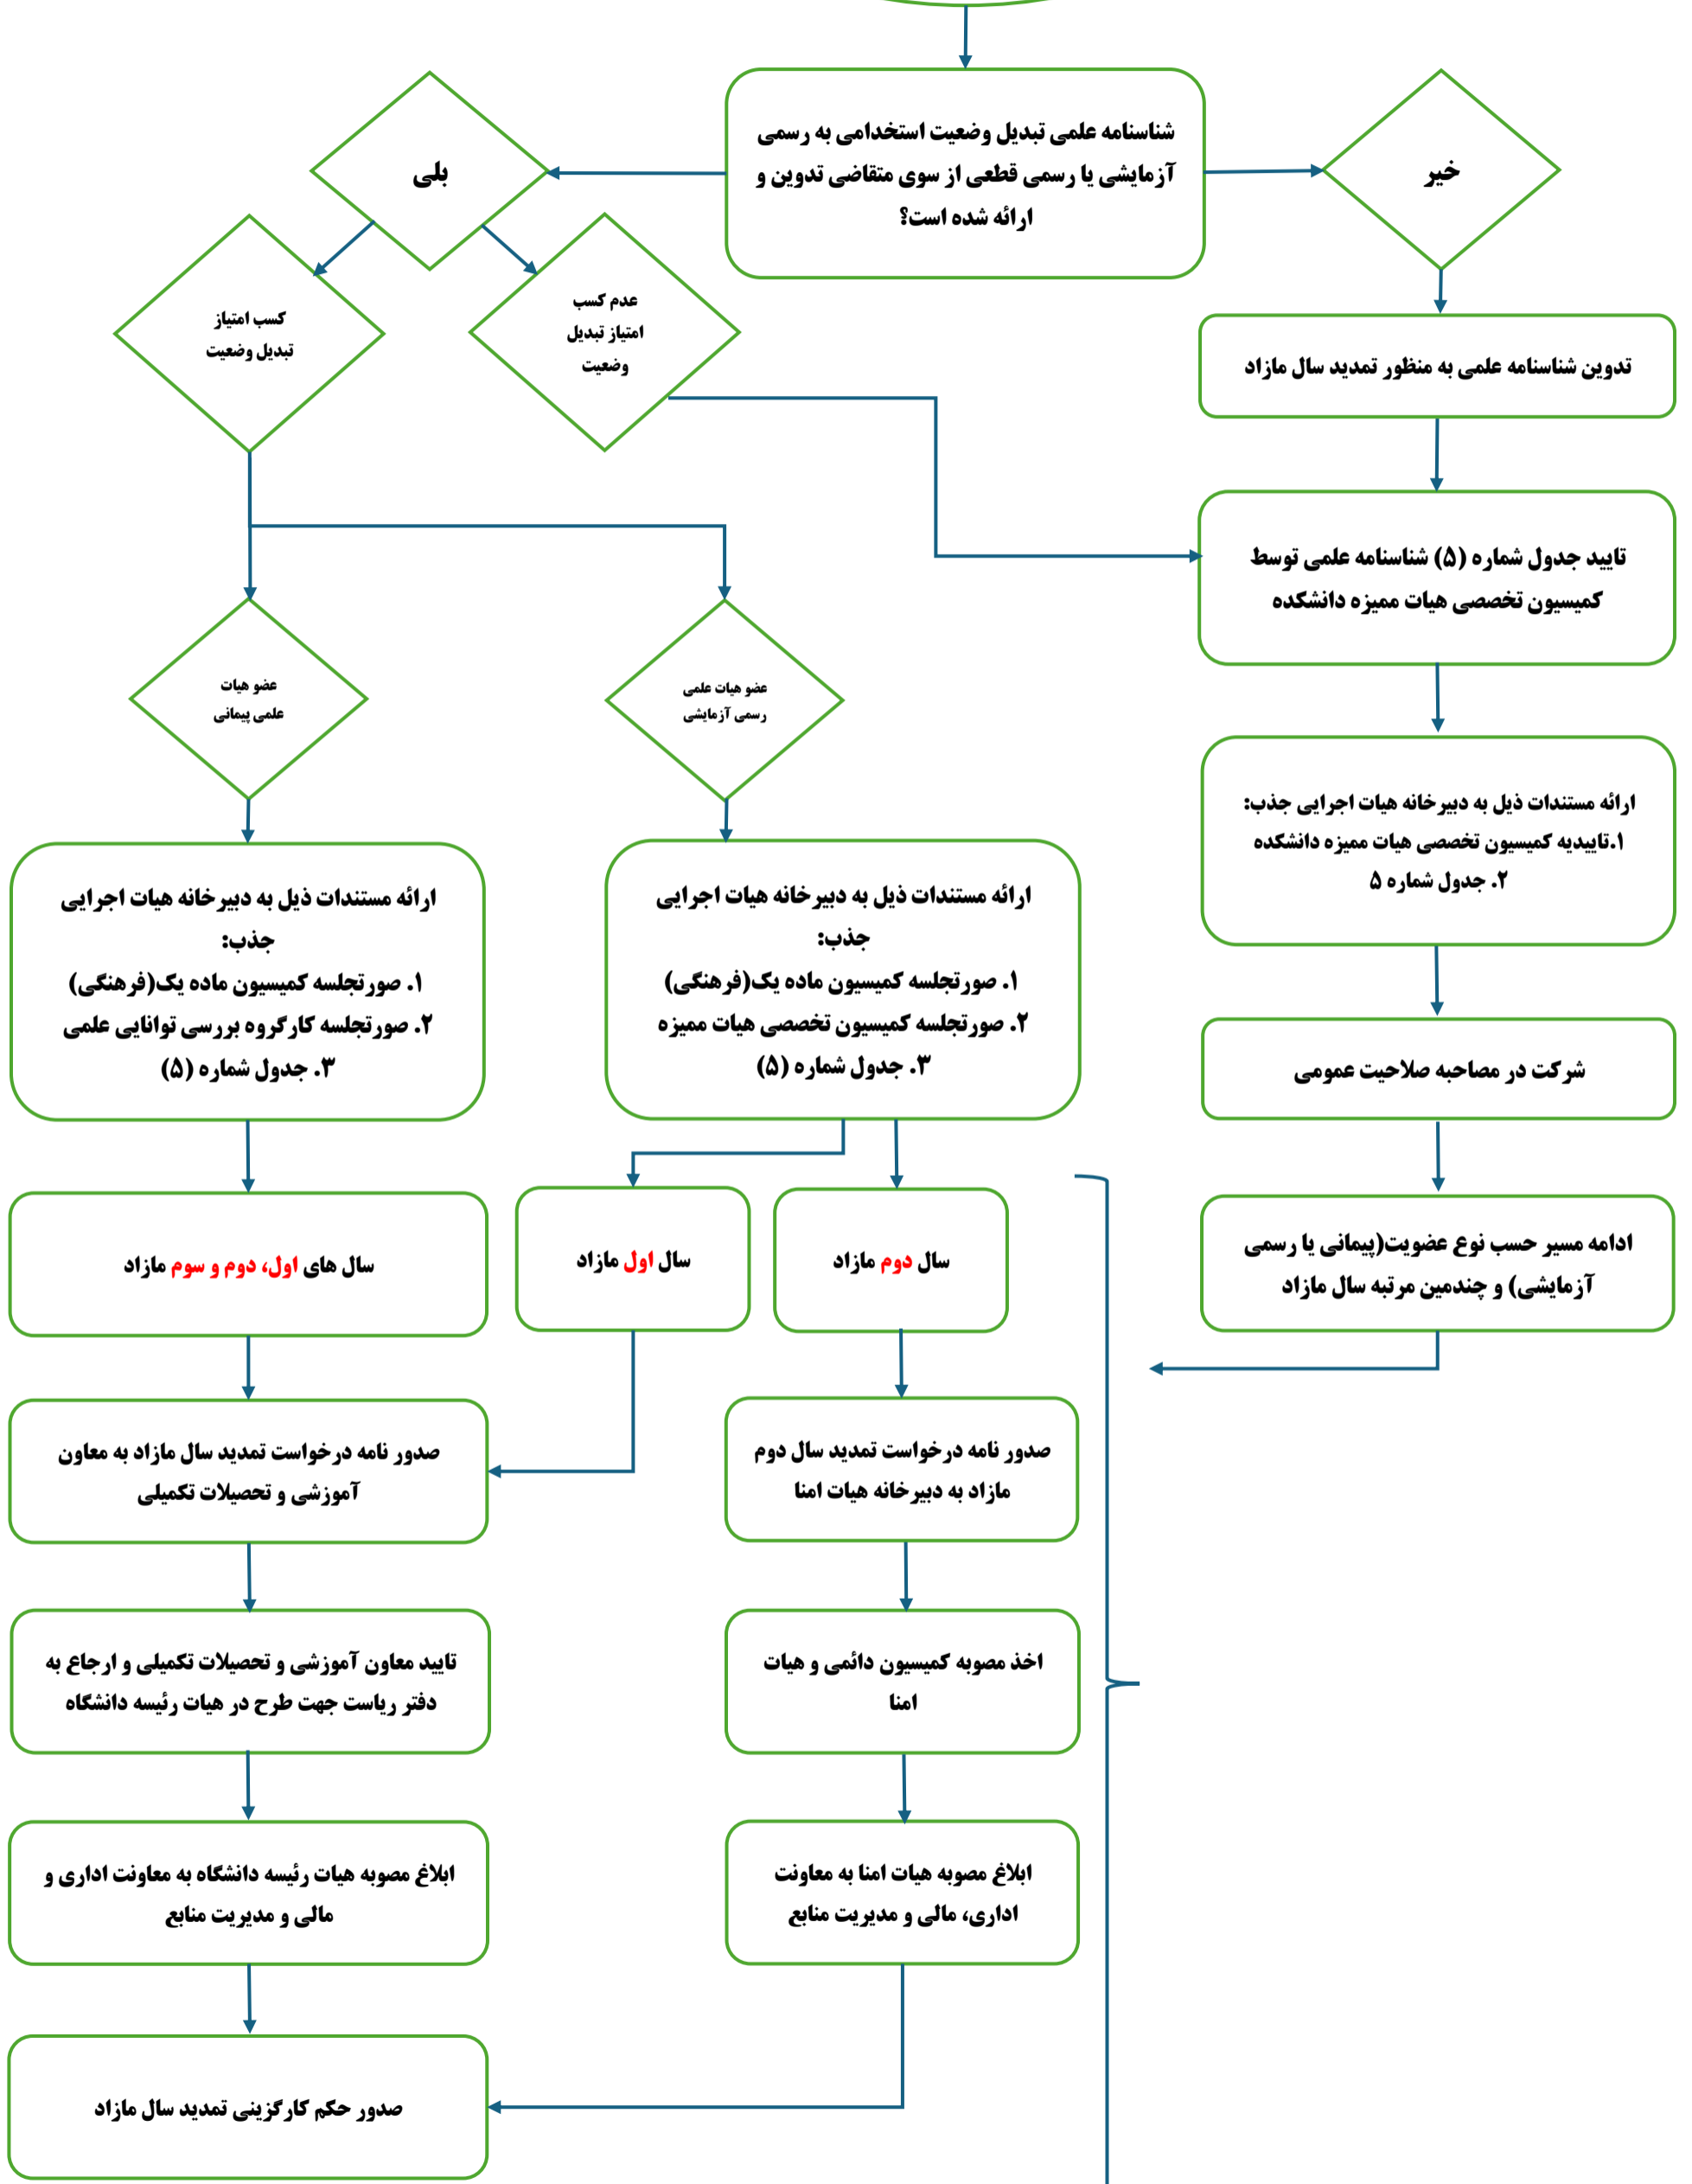 شناسنامه علمی تبدیل وضعیت استخدامی به رسمی
آزمایشی یا رسمی قطعی از سوی متقاضی تدوین و
ارائه شده است؟
خیر
بلی
تدوین شناسنامه علمی به منظور تمدید سال مازاد
عدم کسب
امتیاز تبدیل
وضعیت
کسب امتیاز
تبدیل وضعیت
تایید جدول شماره (۵) شناسنامه علمی توسط
کمیسیون تخصصی هیات ممیزه دانشکده
عضو هیات علمی
رسمی آزمایشی
عضو هیات
علمی پیمانی
ارائه مستندات ذیل به دبیرخانه هیات اجرایی جذب:
۱.تاییدیه کمیسیون تخصصی هیات ممیزه دانشکده
۲. جدول شماره ۵
ارائه مستندات ذیل به دبیرخانه هیات اجرایی
جذب:
۱. صورتجلسه کمیسیون ماده یک(فرهنگی)
۲. صورتجلسه کمیسیون تخصصی هیات ممیزه
۳. جدول شماره (۵)
ارائه مستندات ذیل به دبیرخانه هیات اجرایی
جذب:
۱. صورتجلسه کمیسیون ماده یک(فرهنگی)
۲. صورتجلسه کارگروه بررسی توانایی علمی
۳. جدول شماره (۵)
شرکت در مصاحبه صلاحیت عمومی
ادامه مسیر حسب نوع عضویت(پیمانی یا رسمی
آزمایشی) و چندمین مرتبه سال مازاد
سال دوم مازاد
سال اول مازاد
سال های اول، دوم و سوم مازاد
صدور نامه درخواست تمدید سال دوم
مازاد به دبیرخانه هیات امنا
صدور نامه درخواست تمدید سال مازاد به معاون
آموزشی و تحصیلات تکمیلی
اخذ مصوبه کمیسیون دائمی و هیات
امنا
تایید معاون آموزشی و تحصیلات تکمیلی و ارجاع به
دفتر ریاست جهت طرح در هیات رئیسه دانشگاه
ابلاغ مصوبه هیات امنا به معاونت
اداری، مالی و مدیریت منابع
ابلاغ مصوبه هیات رئیسه دانشگاه به معاونت اداری و
مالی و مدیریت منابع
صدور حکم کارگزینی تمدید سال مازاد